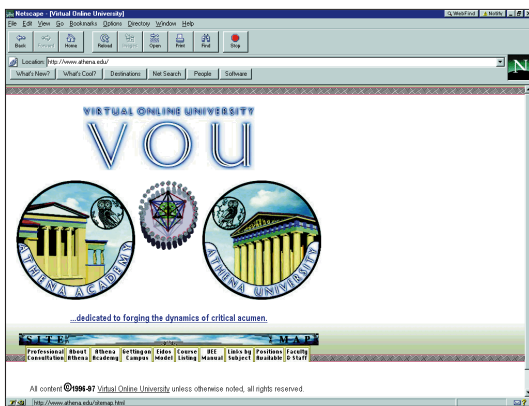 Netscape - [Virtual Online University]
WebFind Notify
File Edit View Go Bookmarks Options Directory Window Help
Back Forward Home Reload Images Open Print Find Stop
Location: http://www.athena.edu/
N
What's New? What's Cool? Destinations Net Search People Software
VIRTUAL ONLINE UNIVERSITY
VOU
ATHENA ACADEMY
ATHENA UNIVERSITY
...dedicated to forging the dynamics of critical acumen.
SITE MAP
Professional Consultation
About Athena
Athena Academy
Getting on Campus
Eidos Model
Course Listing
VEE Manual
Links by Subject
Positions Available
Faculty & Staff
All content ©1996-97 Virtual Online University unless otherwise noted, all rights reserved.
http://www.athena.edu/sitemap.html